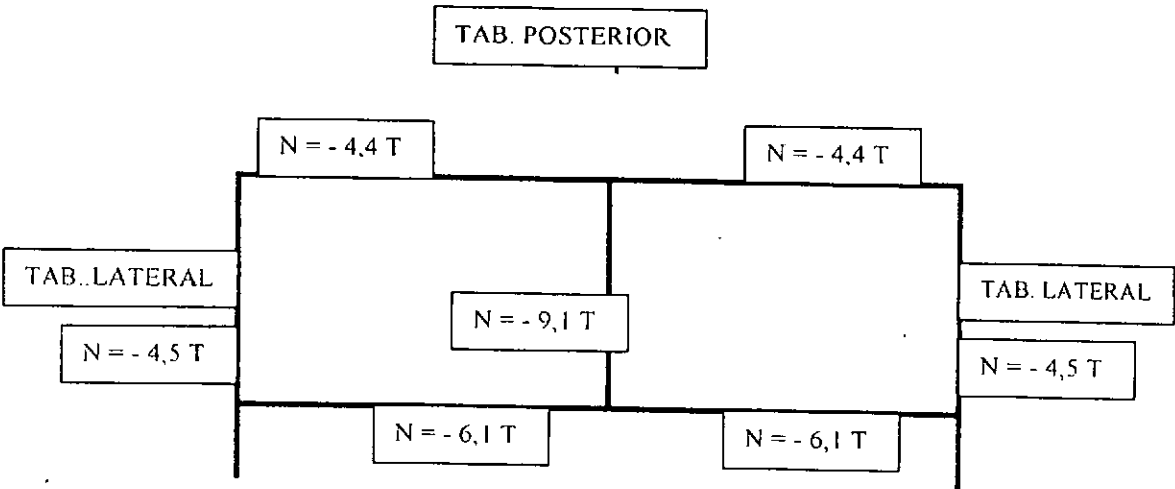 TAB. POSTERIOR
N = - 4,4 T
N = - 4,4 T
TAB..LATERAL
TAB. LATERAL
N = - 9,1 T
N = - 4,5 T
N = - 4,5 T
N = - 6,1 T
N = - 6,1 T